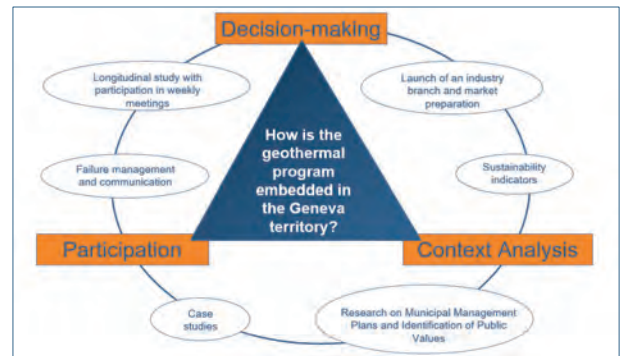 Decision-making
Longitudinal study with
participation in weekly
meetings
Launch of an industry
branch and market
preparation
How is the
geothermal
program
embedded in
the Geneva
territory?
Failure management
and communication
Sustainability
indicators
Participation
Context Analysis
Case
studies
Research on Municipal Management
Plans and Identification of Public
Values